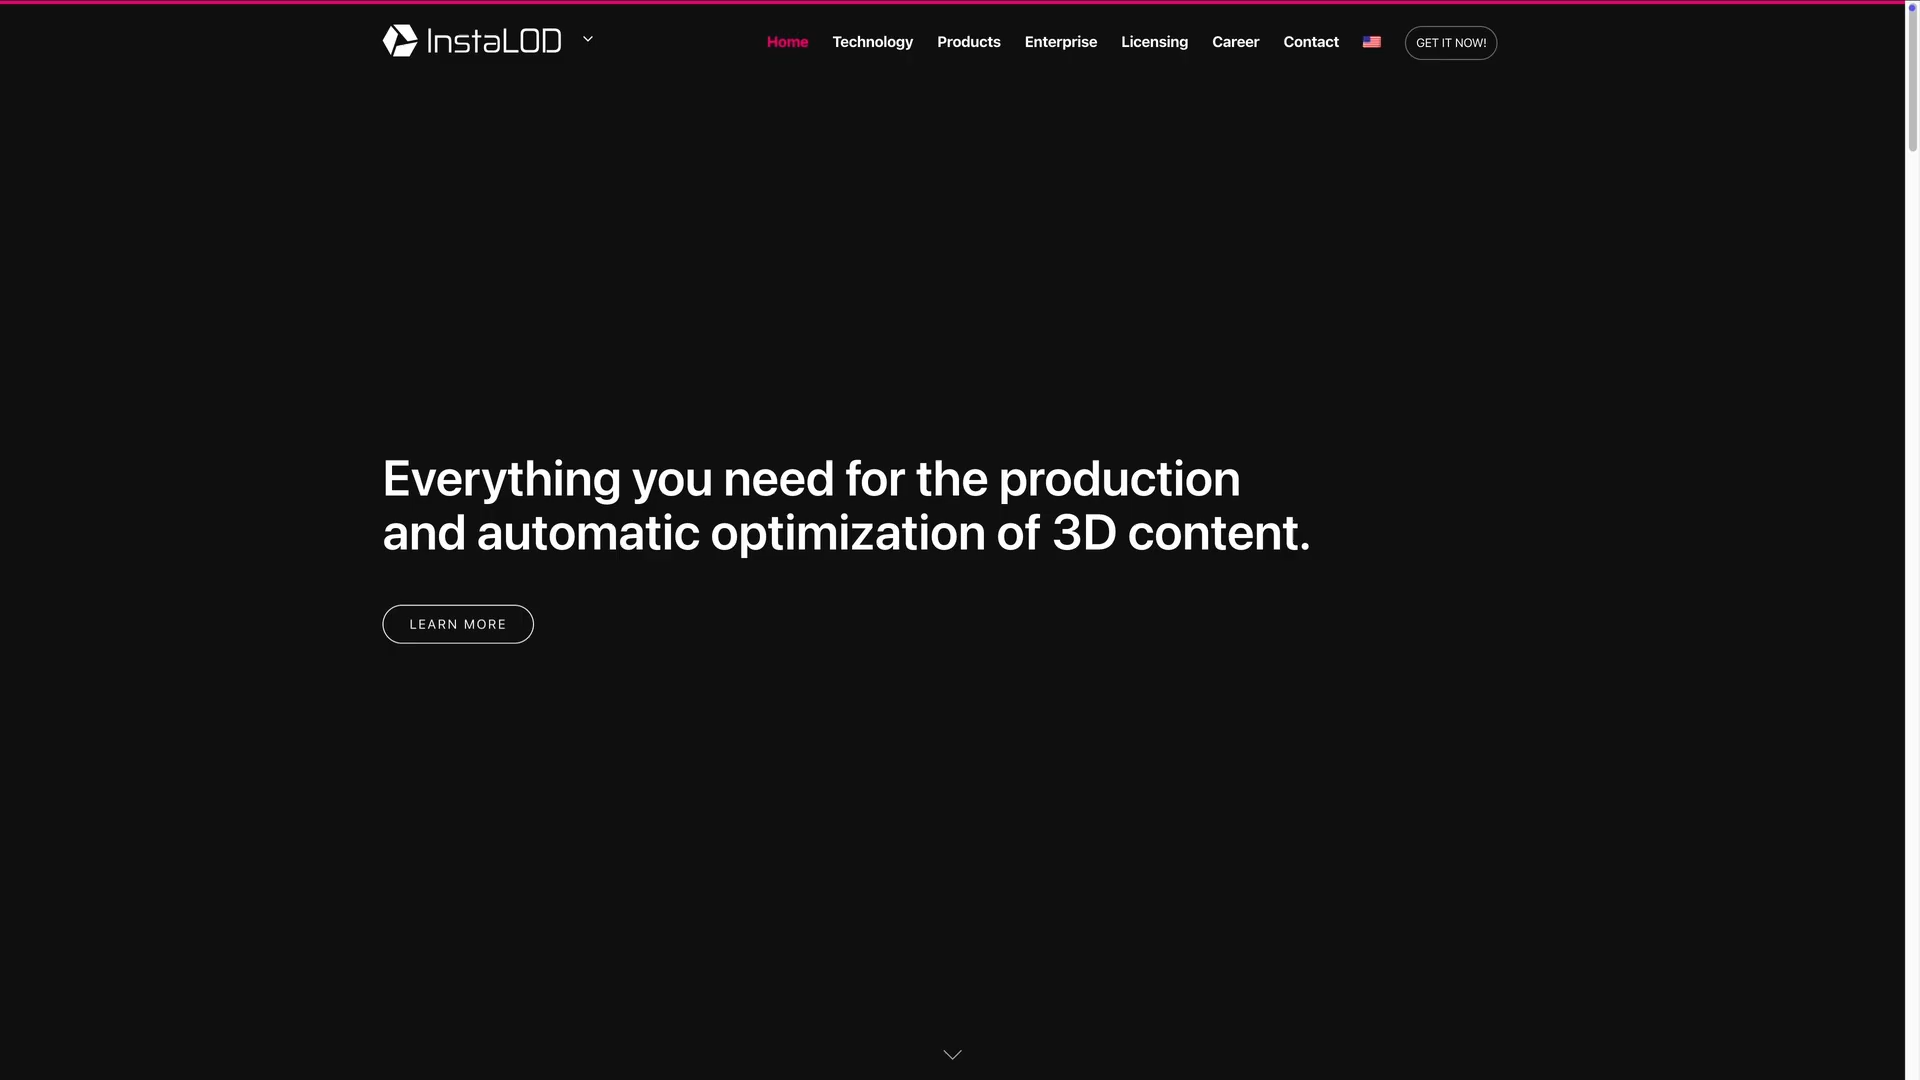 InstaLOD
Home
Technology
Products
Enterprise
Licensing
Career
Contact
GET IT NOW!
Everything you need for the production
and automatic optimization of 3D content.
LEARN MORE